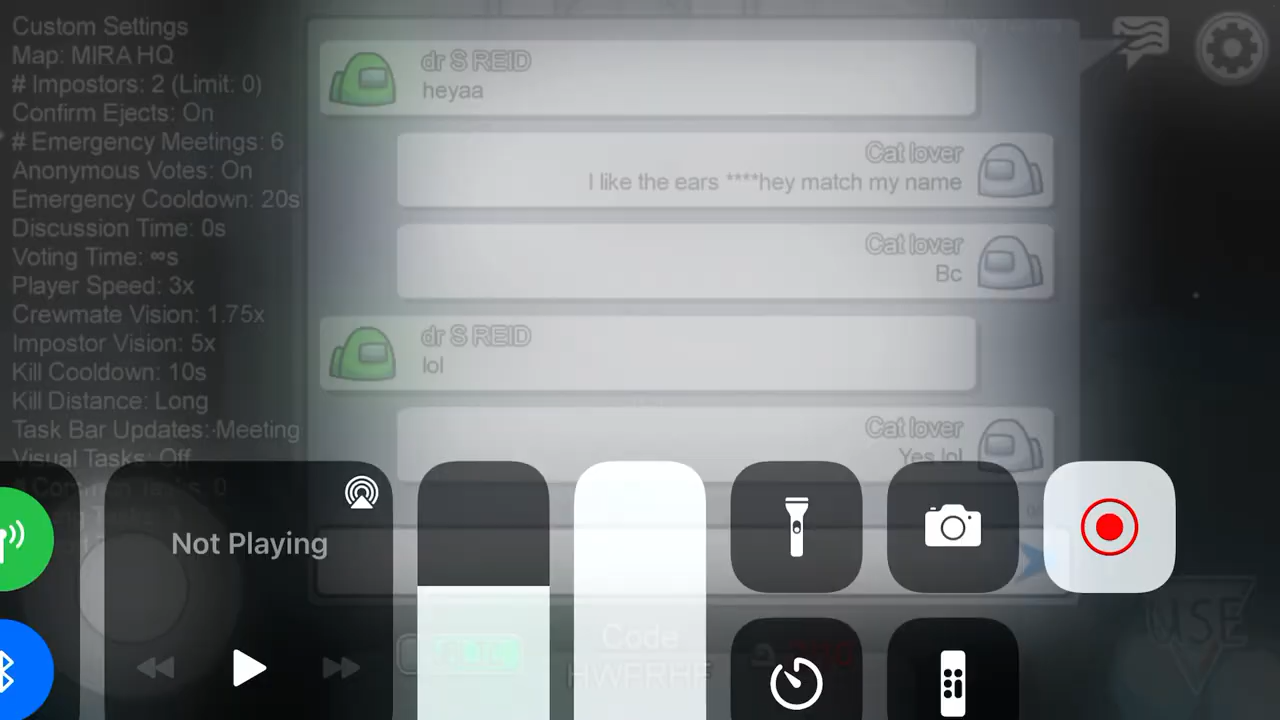 Custom Settings
Map: MIRA HQ
# Impostors: 2 (Limit: 0)
Confirm Ejects: On
# Emergency Meetings: 6
Anonymous Votes: On
Emergency Cooldown: 20s
Discussion Time: 0s
Voting Time: ∞s
Player Speed: 3x
Crewmate Vision: 1.75x
Impostor Vision: 5x
Kill Cooldown: 10s
Kill Distance: Long
Task Bar Updates: Meeting
Visual Tasks: Off
dr S REID
heyaa
Cat lover
I like the ears ****hey match my name
Cat lover
Bc
dr S REID
lol
Cat lover
Yes lol
Not Playing
Code
USE